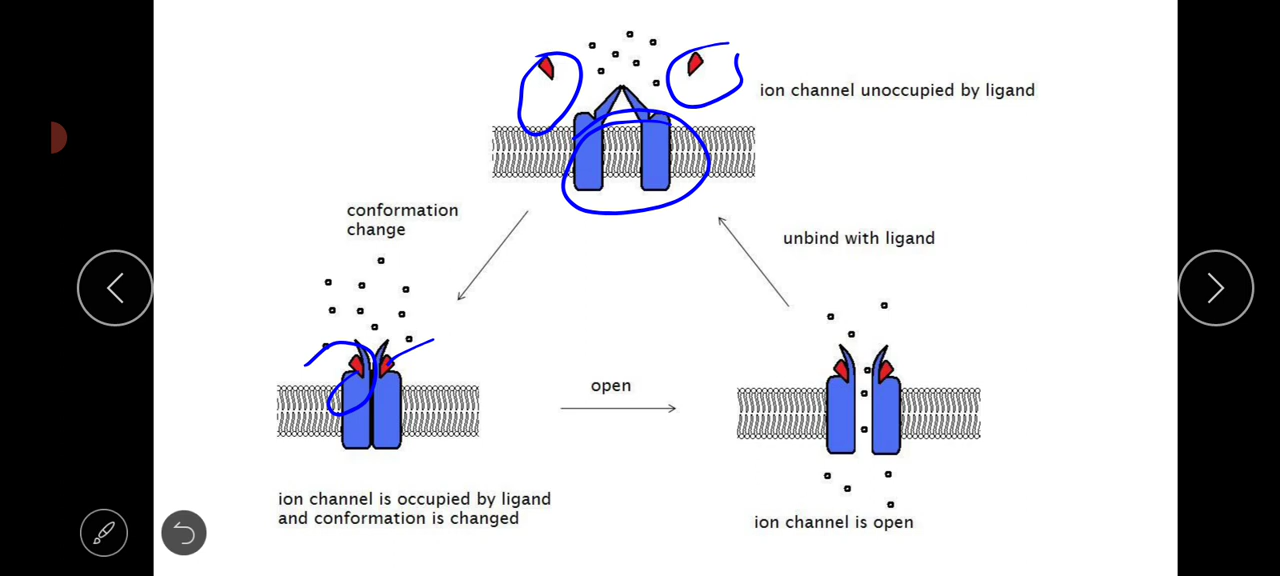 ion channel unoccupied by ligand
conformation
change
unbind with ligand
open
ion channel is occupied by ligand
and conformation is changed
ion channel is open